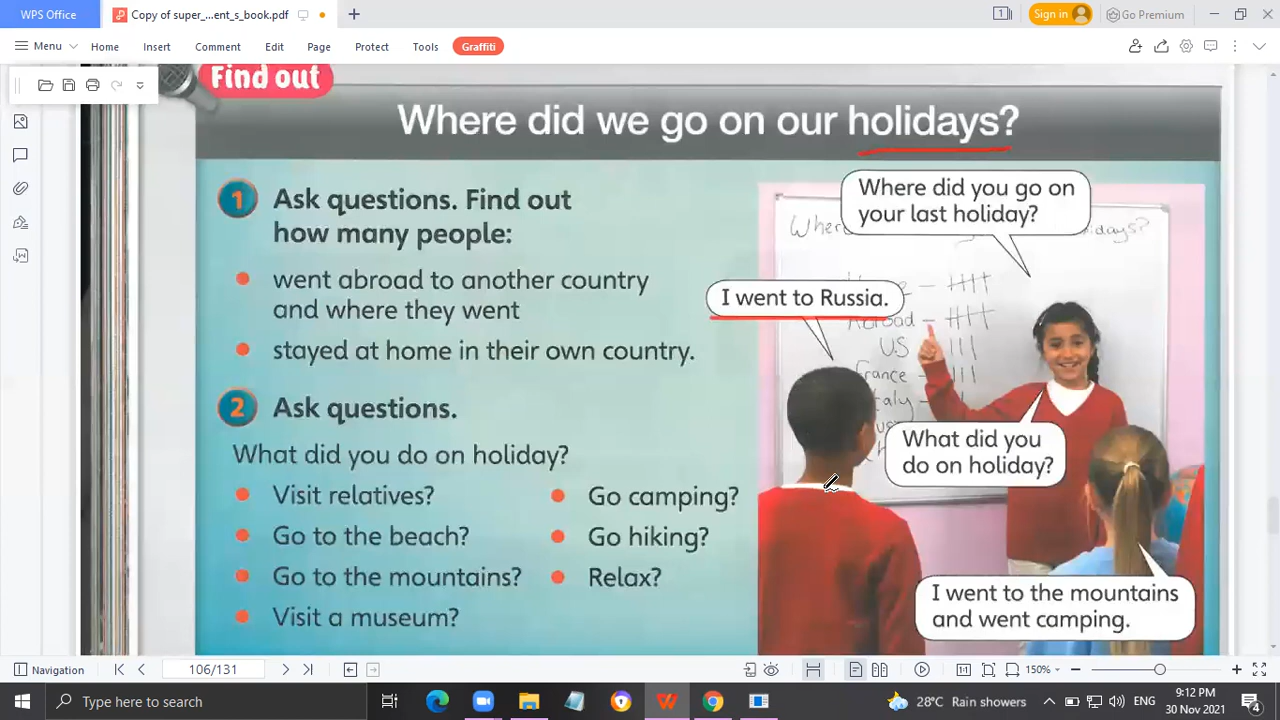 WPS Office
Copy of super_...ent_s_book.pdf
1
Sign in
Go Premium
Menu
Home
Insert
Comment
Edit
Page
Protect
Tools
Graffiti
Find out
Where did we go on our holidays?
1 Ask questions. Find out
how many people:
went abroad to another country
and where they went
stayed at home in their own country.
2 Ask questions.
What did you do on holiday?
Visit relatives?
Go to the beach?
Go to the mountains?
Visit a museum?
Go camping?
Go hiking?
Relax?
Where did you go on
your last holiday?
I went to Russia.
Abroad –
US
France –
What did you
do on holiday?
I went to the mountains
and went camping.
Navigation
106/131
150%
Type here to search
28°C Rain showers
ENG
9:12 PM
30 Nov 2021
4